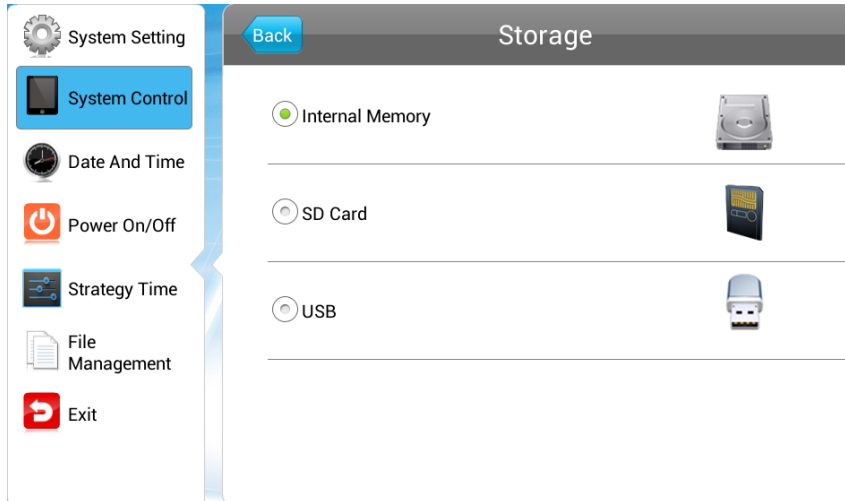 System Setting
System Control
Date And Time
Power On/Off
Strategy Time
File
Management
Exit
Back
Storage
Internal Memory
SD Card
USB